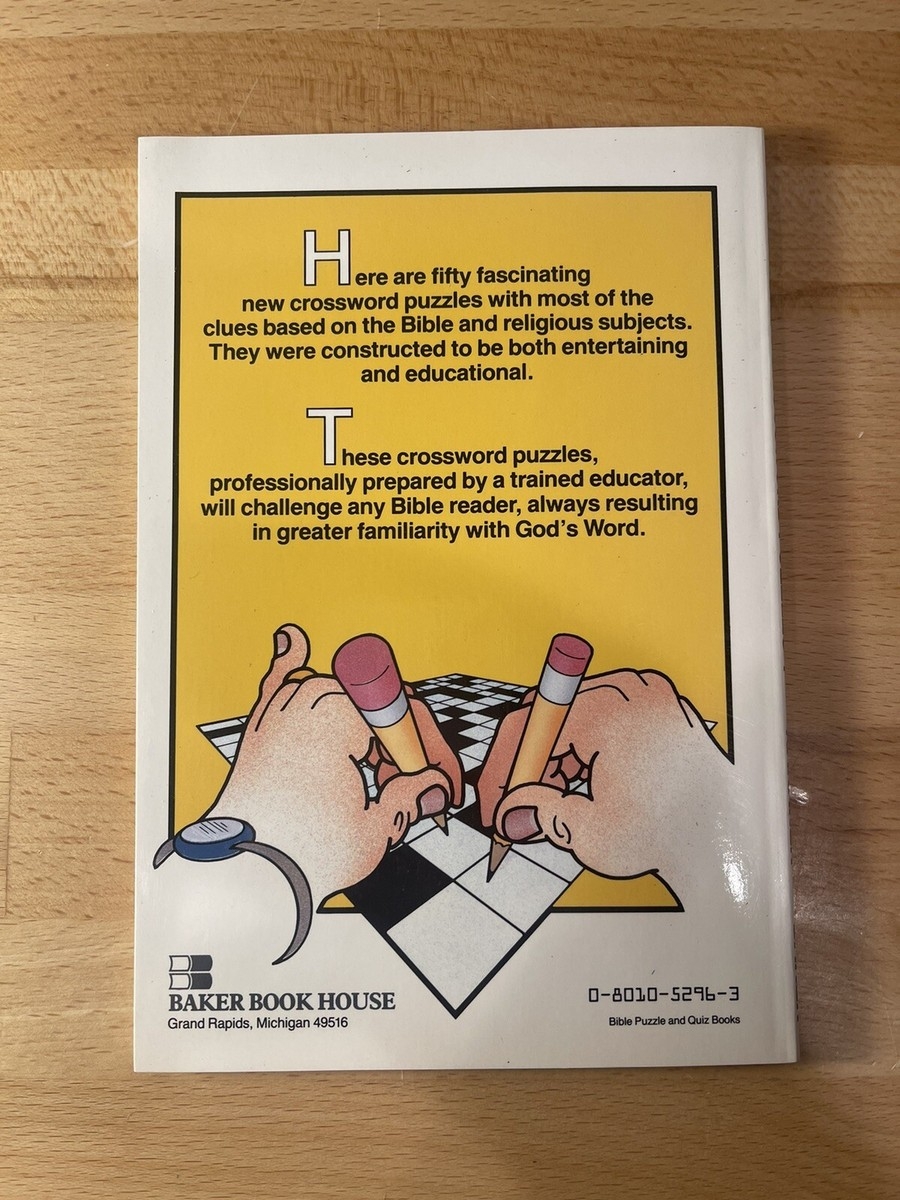 Here are fifty fascinating
new crossword puzzles with most of the
clues based on the Bible and religious subjects.
They were constructed to be both entertaining
and educational.
These crossword puzzles,
professionally prepared by a trained educator,
will challenge any Bible reader, always resulting
in greater familiarity with God's Word.
BAKER BOOK HOUSE
Grand Rapids, Michigan 49516
0-8010-5296-3
Bible Puzzle and Quiz Books